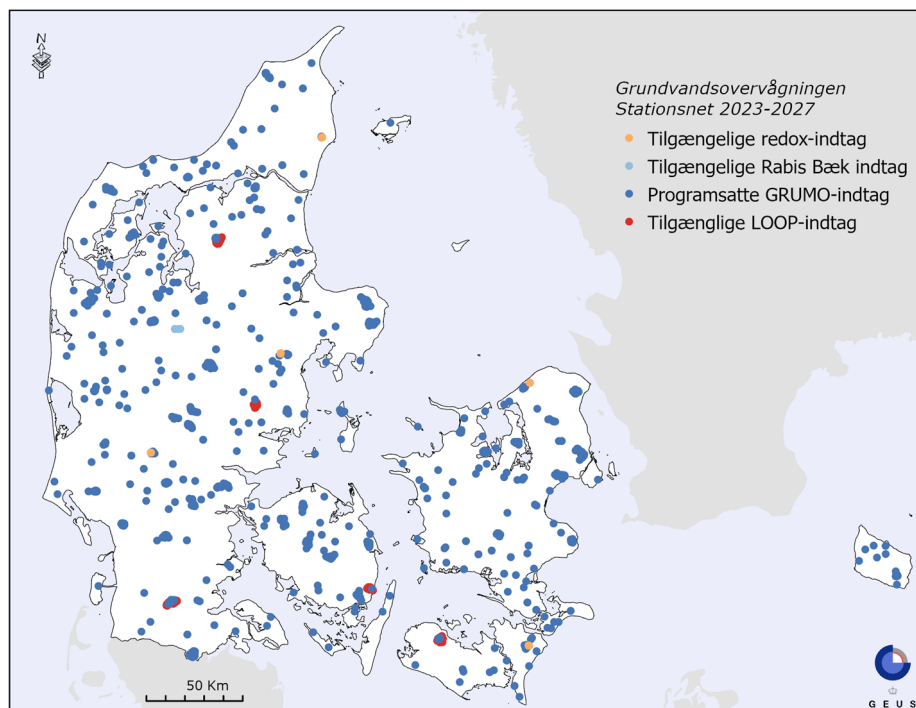 N
Grundvandsovervågningen
Stationsnet 2023-2027
Tilgængelige redox-indtag
Tilgængelige Rabis Bæk indtag
Programsatte GRUMO-indtag
Tilgænglige LOOP-indtag
50 Km
G E U S